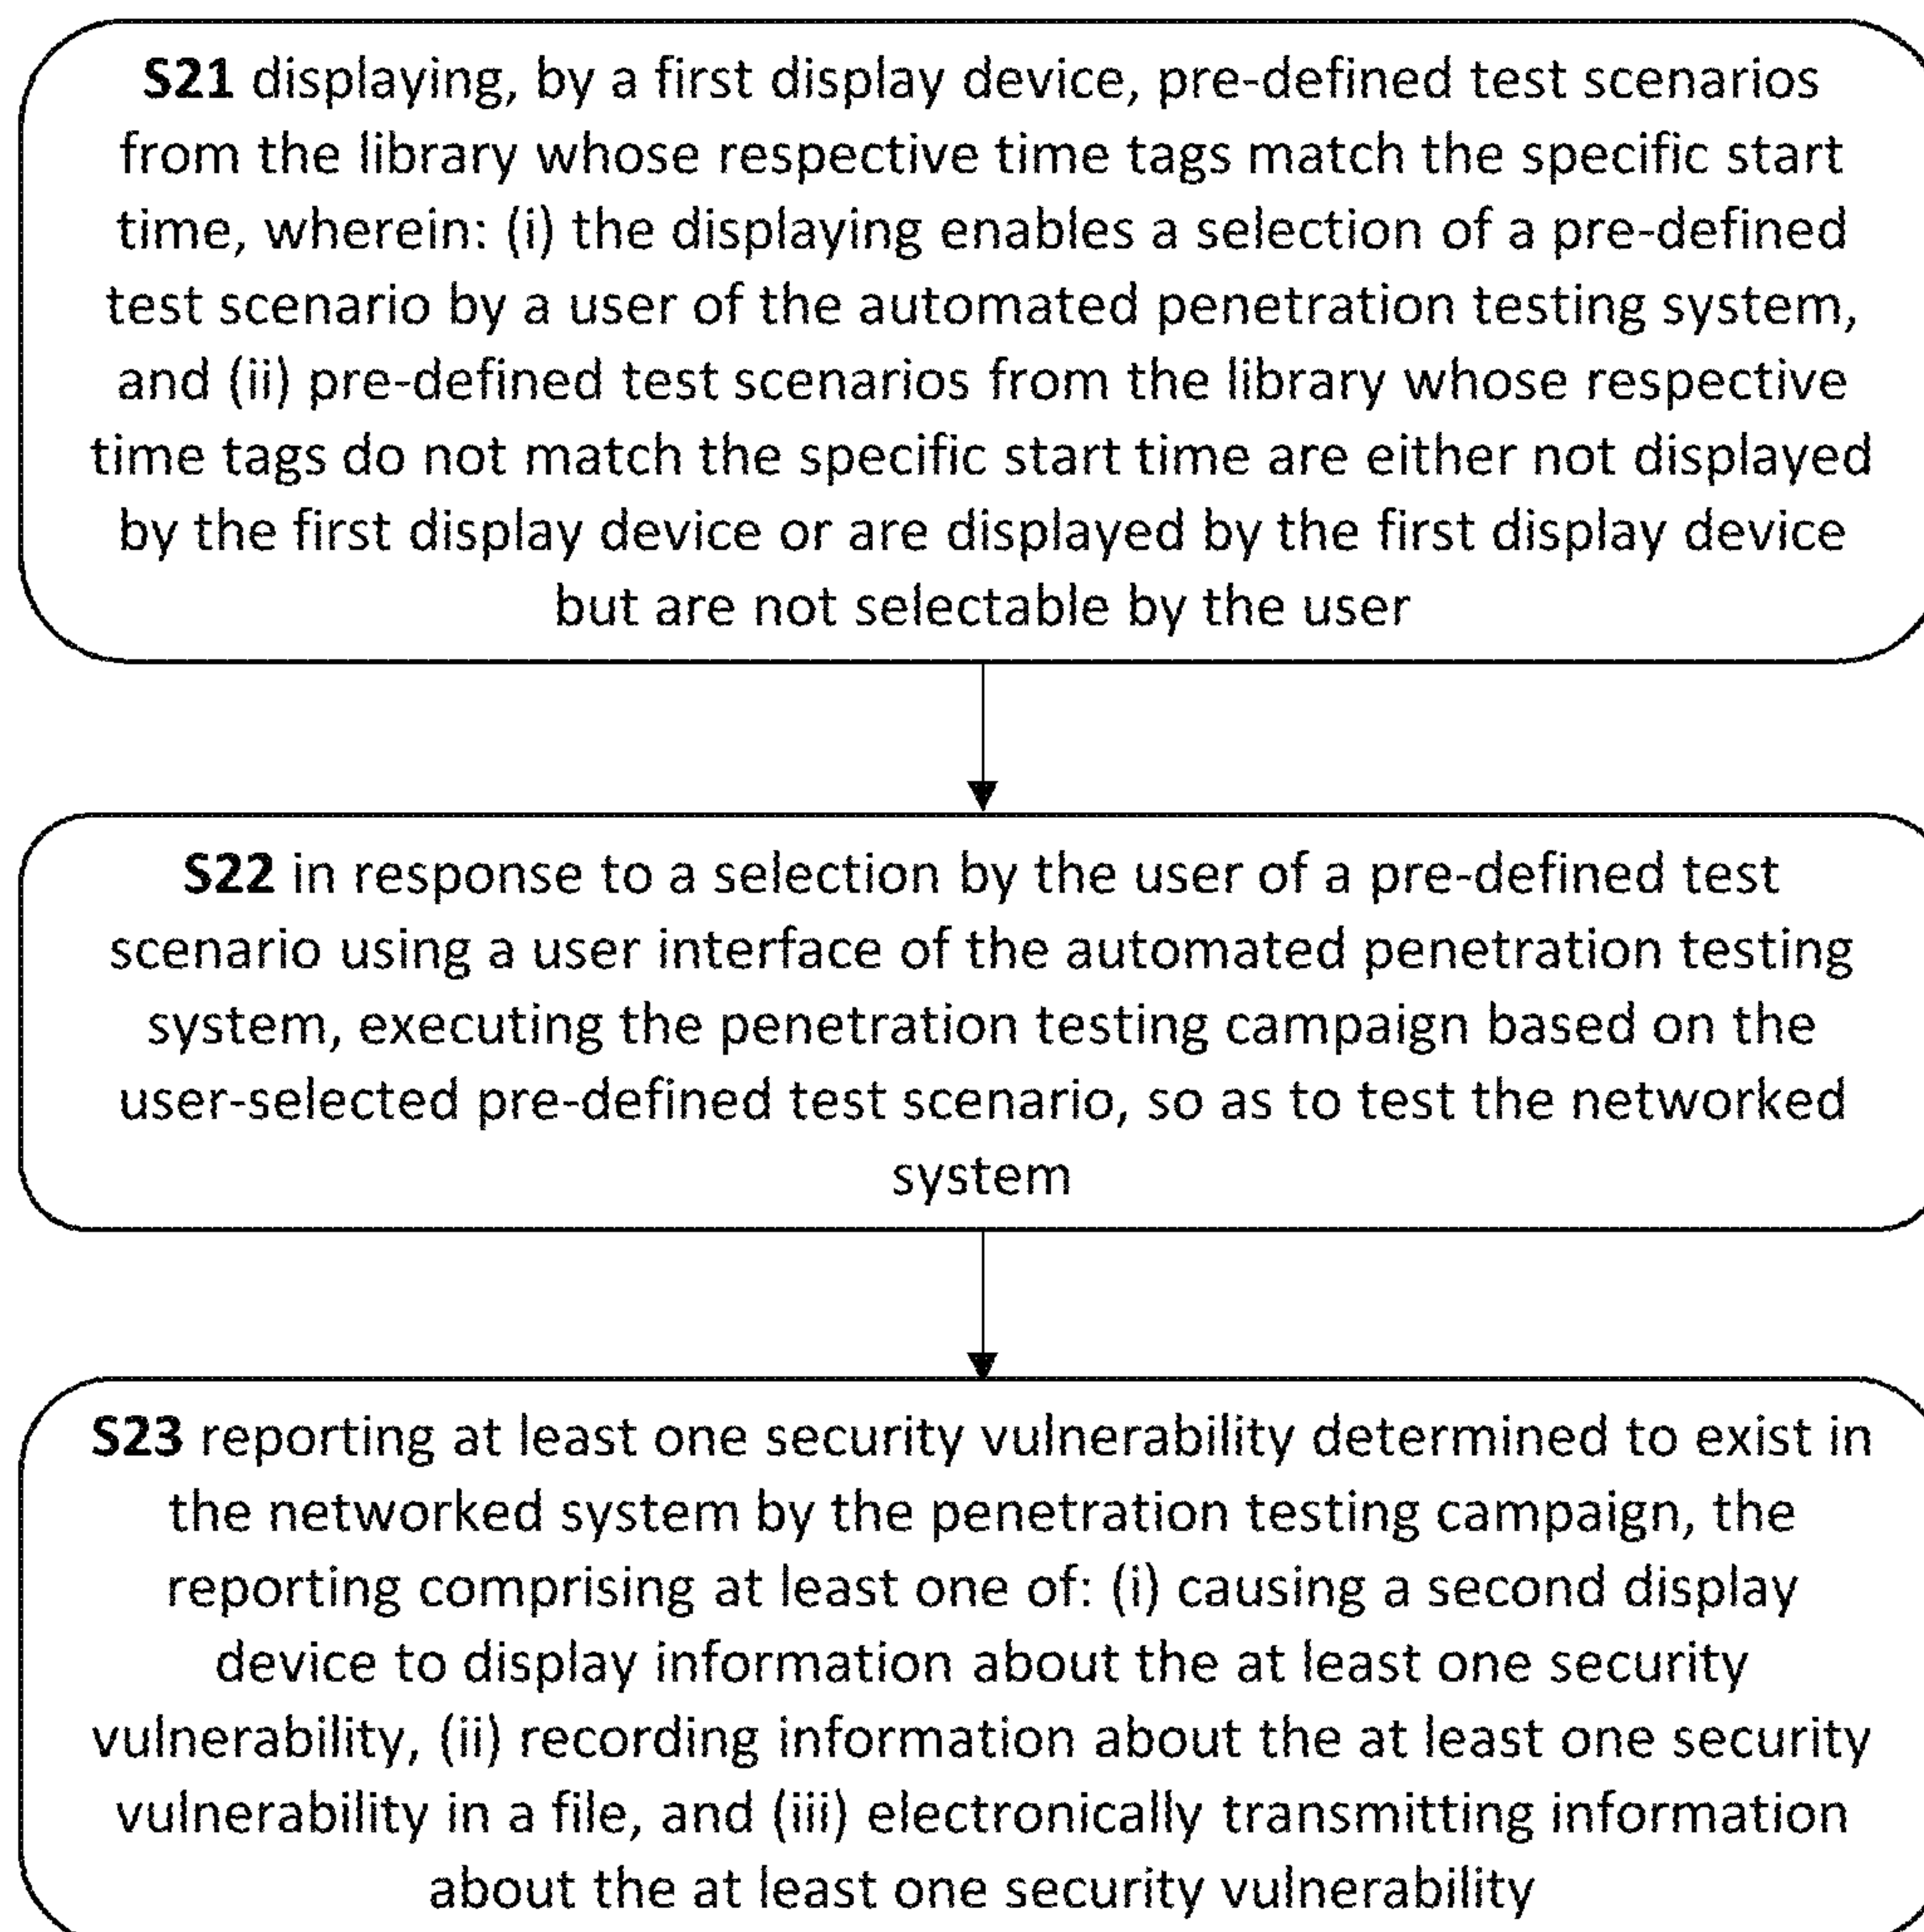 S21 displaying, by a first display device, pre-defined test scenarios
from the library whose respective time tags match the specific start
time, wherein: (i) the displaying enables a selection of a pre-defined
test scenario by a user of the automated penetration testing system,
and (ii) pre-defined test scenarios from the library whose respective
time tags do not match the specific start time are either not displayed
by the first display device or are displayed by the first display device
but are not selectable by the user
S22 in response to a selection by the user of a pre-defined test
scenario using a user interface of the automated penetration testing
system, executing the penetration testing campaign based on the
user-selected pre-defined test scenario, so as to test the networked
system
S23 reporting at least one security vulnerability determined to exist in
the networked system by the penetration testing campaign, the
reporting comprising at least one of: (i) causing a second display
device to display information about the at least one security
vulnerability, (ii) recording information about the at least one security
vulnerability in a file, and (iii) electronically transmitting information
about the at least one security vulnerability